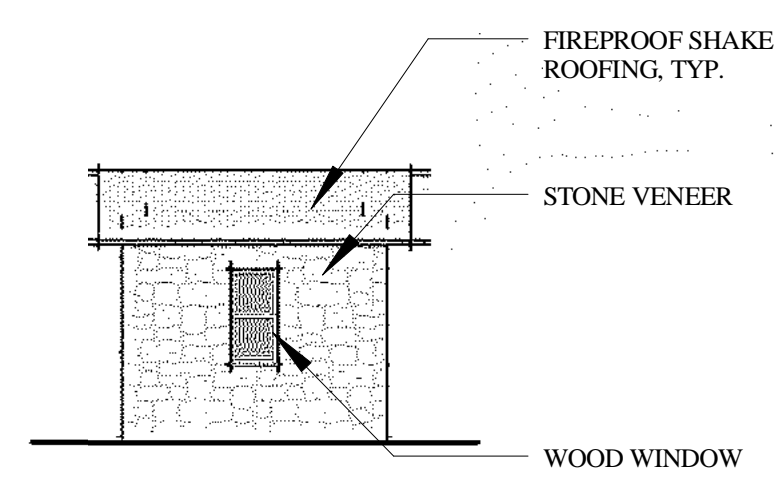 FIREPROOF SHAKE
ROOFING, TYP.
STONE VENEER
WOOD WINDOW